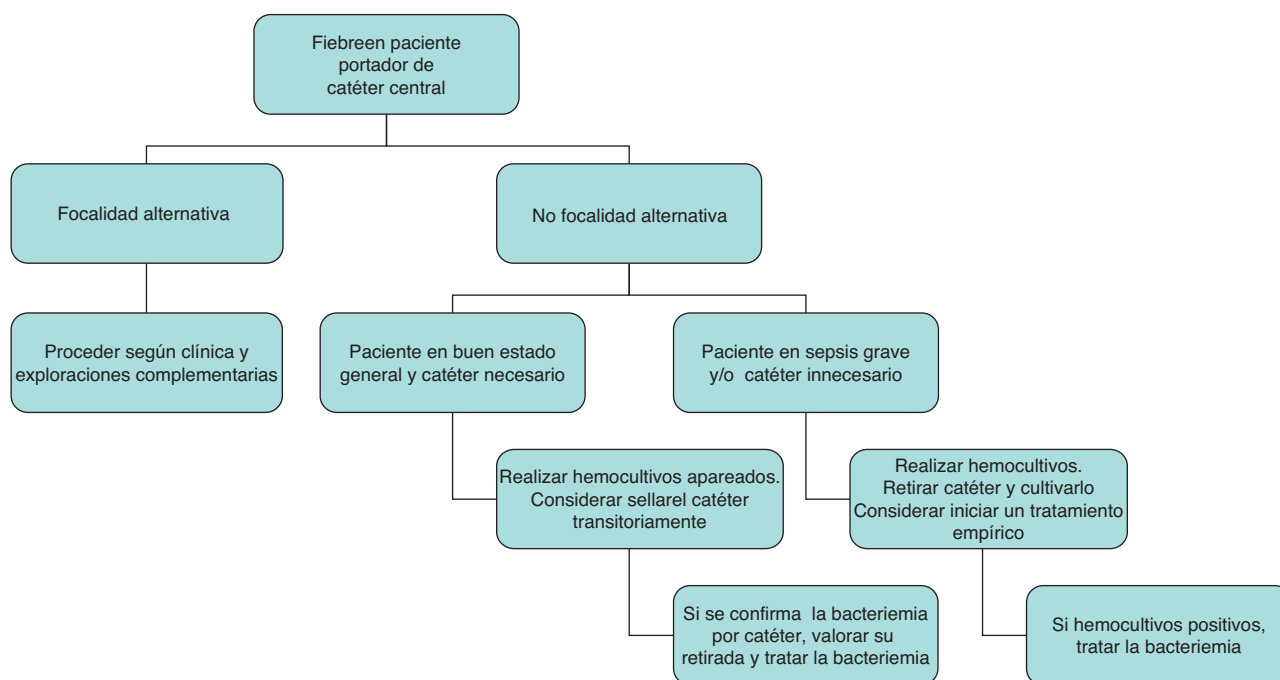 Fiebreen paciente
portador de
catéter central
Focalidad alternativa
No focalidad alternativa
Proceder según clínica y
exploraciones complementarias
Paciente en buen estado
general y catéter necesario
Paciente en sepsis grave
y/o catéter innecesario
Realizar hemocultivos apareados.
Considerar sellarel catéter
transitoriamente
Realizar hemocultivos.
Retirar catéter y cultivarlo
Considerar iniciar un tratamiento
empírico
Si se confirma la bacteriemia
por catéter, valorar su
retirada y tratar la bacteriemia
Si hemocultivos positivos,
tratar la bacteriemia